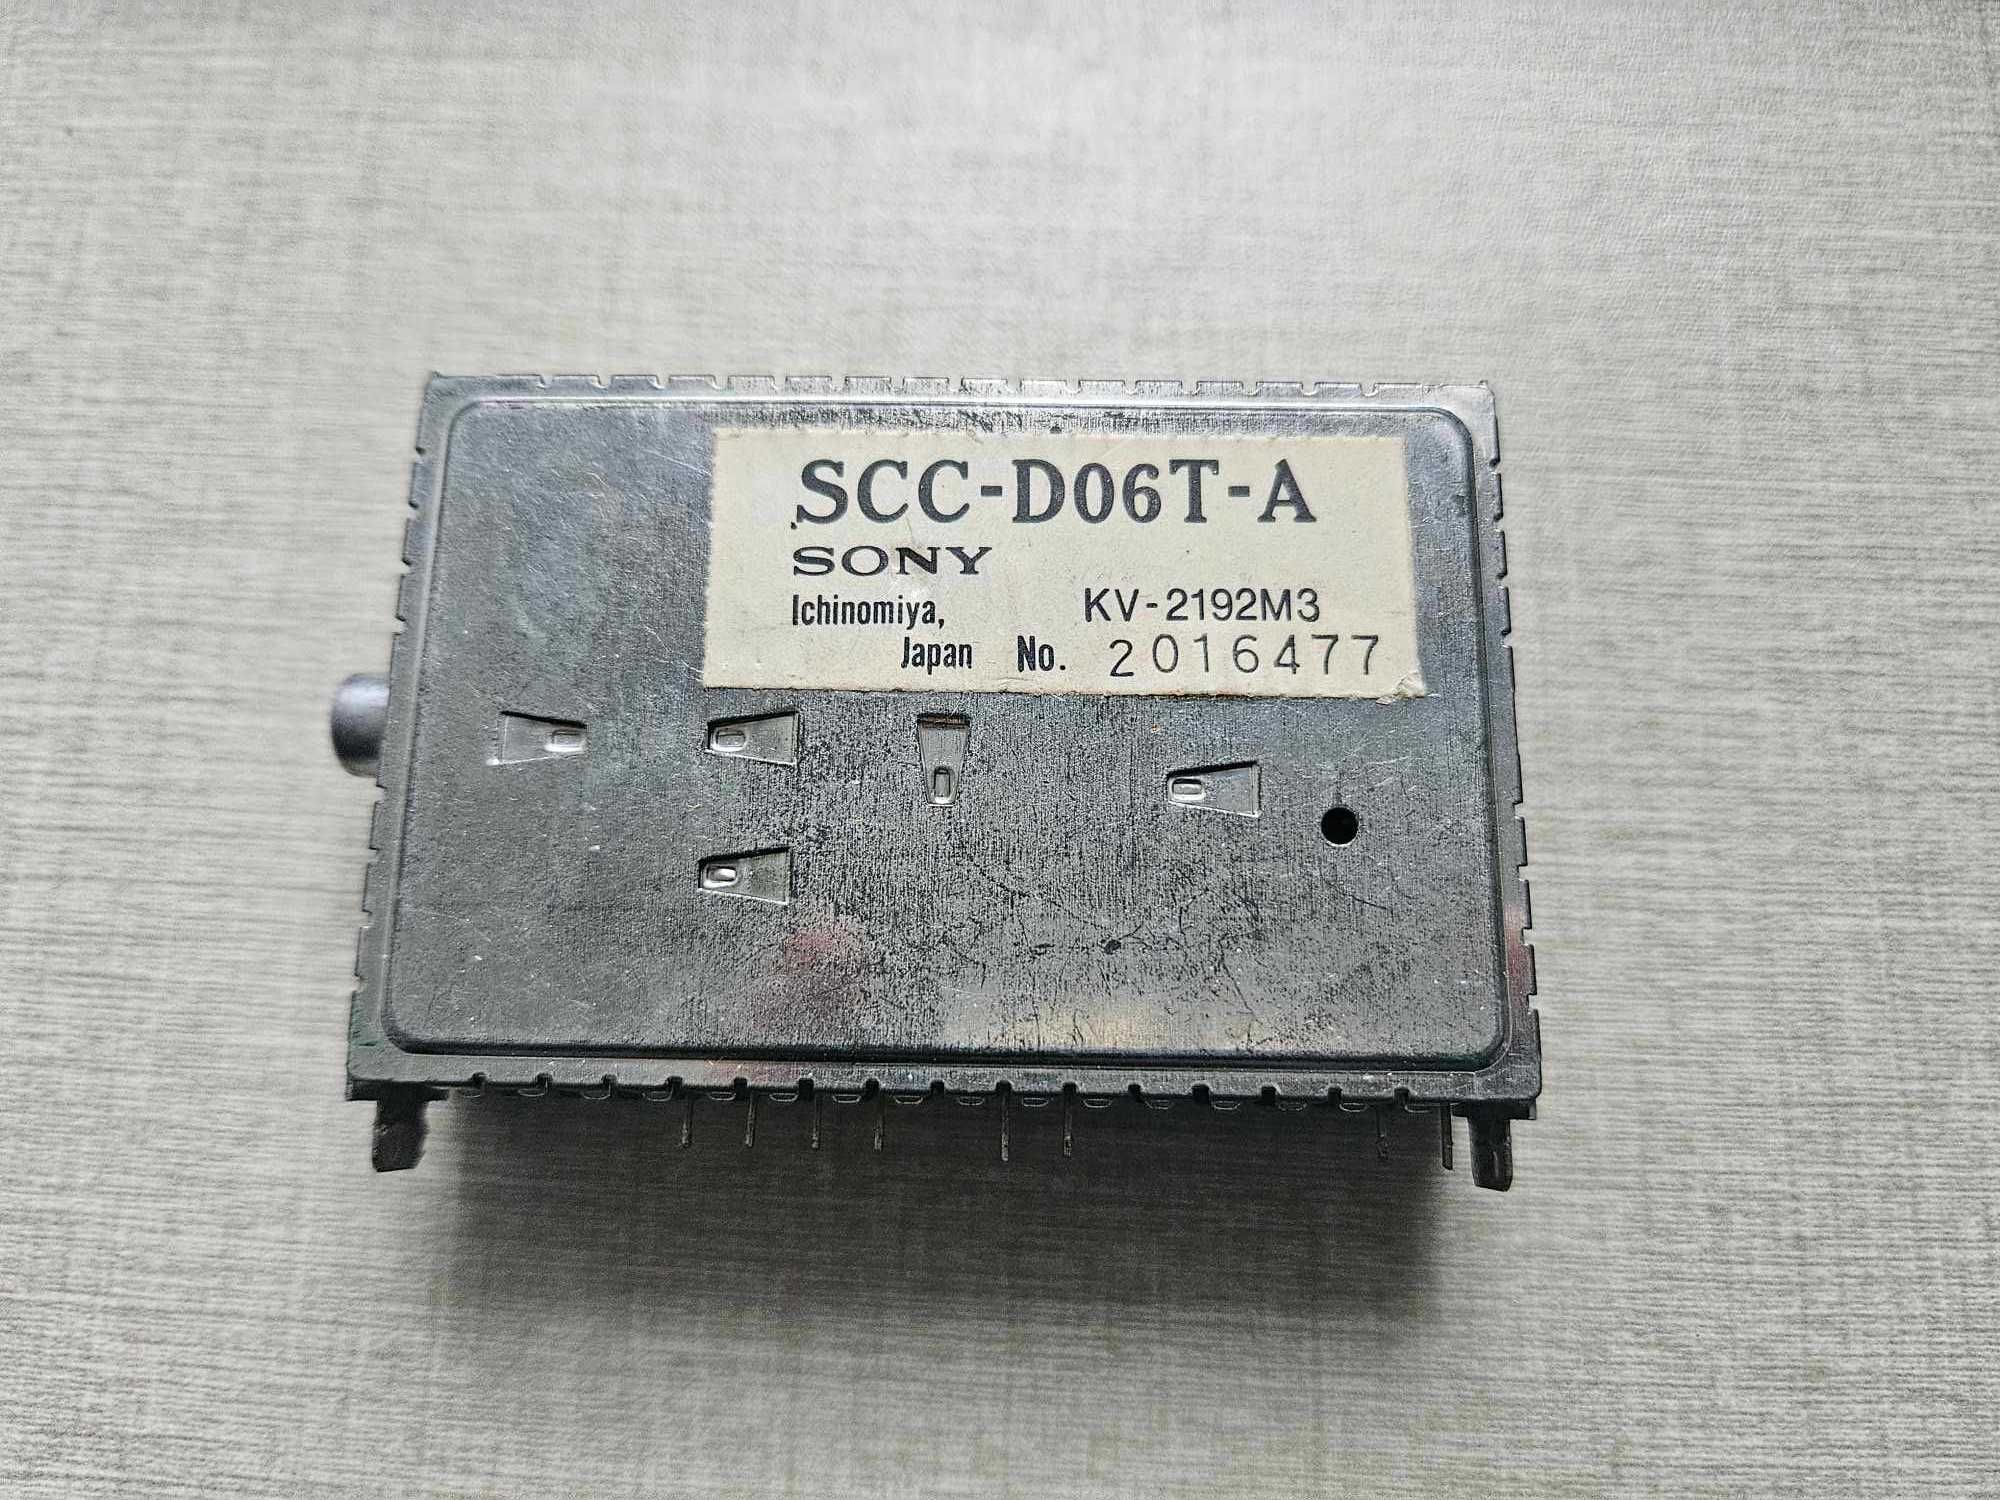 SCC-D06T-A
SONY
Ichinomiya, KV-2192M3
Japan No. 2016477